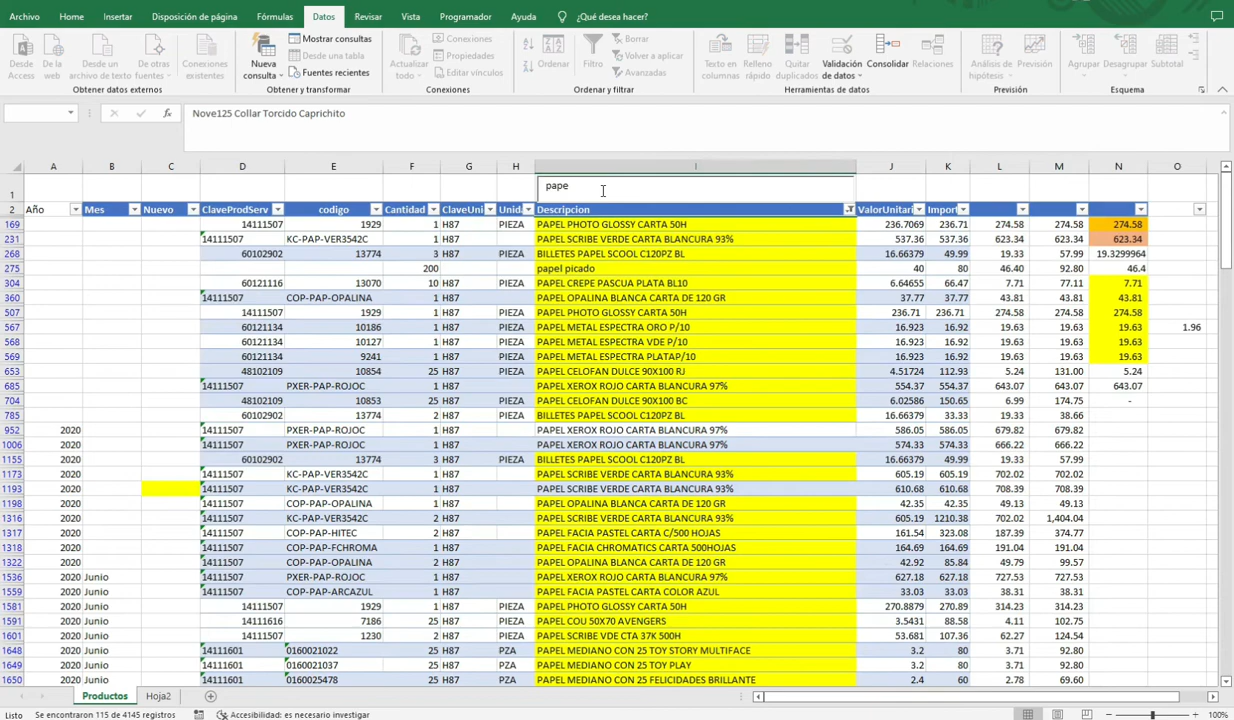 Archivo Inicio Insertar Disposición de página Fórmulas Datos Revisar Vista Programador Ayuda ¿Qué desea hacer?
Desde Access
De la web
Desde un archivo de texto
De otras fuentes
Conexiones existentes
Obtener datos externos
Nueva consulta
Mostrar consultas
Desde una tabla
Fuentes recientes
Obtener y transformar
Actualizar todo
Conexiones
Propiedades
Editar vínculos
Conexiones
Ordenar
Filtro
Borrar
Volver a aplicar
Avanzadas
Ordenar y filtrar
Texto en columnas
Relleno rápido
Quitar duplicados
Validación de datos
Consolidar
Relaciones
Herramientas de datos
Análisis de hipótesis
Previsión
Previsión
Agrupar
Desagrupar
Subtotal
Esquema
fx Nove125 Collar Torcido Caprichito
A B C D E F G H I J K L M N O
1 pape
2 Año Mes Nuevo ClaveProdServ codigo Cantidad ClaveUni Unid Descripcion ValorUnitari Import
169 14111507 1929 1 H87 PIEZA PAPEL PHOTO GLOSSY CARTA 50H 236.7069 236.71 274.58 274.58 274.58
231 14111507 KC-PAP-VER3542C 1 H87 PAPEL SCRIBE VERDE CARTA BLANCURA 93% 537.36 537.36 623.34 623.34 623.34
268 60102902 13774 3 H87 PIEZA BILLETES PAPEL SCOOL C120PZ BL 16.66379 49.99 19.33 57.99 19.3299964
275 200 papel picado 40 80 46.40 92.80 46.4
304 60121116 13070 10 H87 PIEZA PAPEL CREPE PASCUA PLATA BL10 6.64655 66.47 7.71 77.11 7.71
360 14111507 COP-PAP-OPALINA 1 H87 PAPEL OPALINA BLANCA CARTA DE 120 GR 37.77 37.77 43.81 43.81 43.81
507 14111507 1929 1 H87 PIEZA PAPEL PHOTO GLOSSY CARTA 50H 236.71 236.71 274.58 274.58 274.58
567 60121134 10186 1 H87 PIEZA PAPEL METAL ESPECTRA ORO P/10 16.923 16.92 19.63 19.63 19.63 1.96
568 60121134 10127 1 H87 PIEZA PAPEL METAL ESPECTRA VDE P/10 16.923 16.92 19.63 19.63 19.63
569 60121134 9241 1 H87 PIEZA PAPEL METAL ESPECTRA PLATAP/10 16.923 16.92 19.63 19.63 19.63
653 48102109 10854 25 H87 PIEZA PAPEL CELOFAN DULCE 90X100 RJ 4.51724 112.93 5.24 131.00 5.24
685 14111507 PXER-PAP-ROJOC 1 H87 PAPEL XEROX ROJO CARTA BLANCURA 97% 554.37 554.37 643.07 643.07 643.07
704 48102109 10853 25 H87 PIEZA PAPEL CELOFAN DULCE 90X100 BC 6.02586 150.65 6.99 174.75 -
785 60102902 13774 2 H87 PIEZA BILLETES PAPEL SCOOL C120PZ BL 16.66379 33.33 19.33 38.66
952 2020 14111507 PXER-PAP-ROJOC 1 H87 PAPEL XEROX ROJO CARTA BLANCURA 97% 586.05 586.05 679.82 679.82
1006 2020 14111507 PXER-PAP-ROJOC 1 H87 PAPEL XEROX ROJO CARTA BLANCURA 97% 574.33 574.33 666.22 666.22
1155 2020 60102902 13774 3 H87 PIEZA BILLETES PAPEL SCOOL C120PZ BL 16.66379 49.99 19.33 57.99
1173 2020 14111507 KC-PAP-VER3542C 1 H87 PAPEL SCRIBE VERDE CARTA BLANCURA 93% 605.19 605.19 702.02 702.02
1193 2020 14111507 KC-PAP-VER3542C 1 H87 PAPEL SCRIBE VERDE CARTA BLANCURA 93% 610.68 610.68 708.39 708.39
1198 2020 14111507 COP-PAP-OPALINA 1 H87 PAPEL OPALINA BLANCA CARTA DE 120 GR 42.35 42.35 49.13 49.13
1316 2020 14111507 KC-PAP-VER3542C 2 H87 PAPEL SCRIBE VERDE CARTA BLANCURA 93% 605.19 1210.38 702.02 1,404.04
1317 2020 14111507 COP-PAP-HITEC 2 H87 PAPEL FACIA PASTEL CARTA C/500 HOJAS 161.54 323.08 187.39 374.77
1318 2020 14111507 COP-PAP-FCHROMA 1 H87 PAPEL FACIA CHROMATICS CARTA 500HOJAS 164.69 164.69 191.04 191.04
1322 2020 14111507 COP-PAP-OPALINA 2 H87 PAPEL OPALINA BLANCA CARTA DE 120 GR 42.92 85.84 49.79 99.57
1536 2020 Junio 14111507 PXER-PAP-ROJOC 1 H87 PAPEL XEROX ROJO CARTA BLANCURA 97% 627.18 627.18 727.53 727.53
1559 2020 Junio 14111507 COP-PAP-ARCAZUL 1 H87 PAPEL FACIA PASTEL CARTA COLOR AZUL 33.03 33.03 38.31 38.31
1581 2020 Junio 14111507 1929 1 H87 PIEZA PAPEL PHOTO GLOSSY CARTA 50H 270.8879 270.89 314.23 314.23
1591 2020 Junio 14111616 7186 25 H87 PIEZA PAPEL COU 50X70 AVENGERS 3.5431 88.58 4.11 102.75
1601 2020 Junio 14111507 1230 2 H87 PIEZA PAPEL SCRIBE VDE CTA 37K 500H 53.681 107.36 62.27 124.54
1648 2020 Junio 14111601 0160021022 25 H87 PZA PAPEL MEDIANO CON 25 TOY STORY MULTIFACE 3.2 80 3.71 92.80
1649 2020 Junio 14111601 0160021037 25 H87 PZA PAPEL MEDIANO CON 25 TOY PLAY 3.2 80 3.71 92.80
1650 2020 Junio 14111601 0160025478 25 H87 PZA PAPEL MEDIANO CON 25 FELICIDADES BRILLANTE 2.4 60 2.78 69.60
Productos Hoja2
Listo Se encontraron 115 de 4145 registros Accesibilidad: es necesario investigar 100%